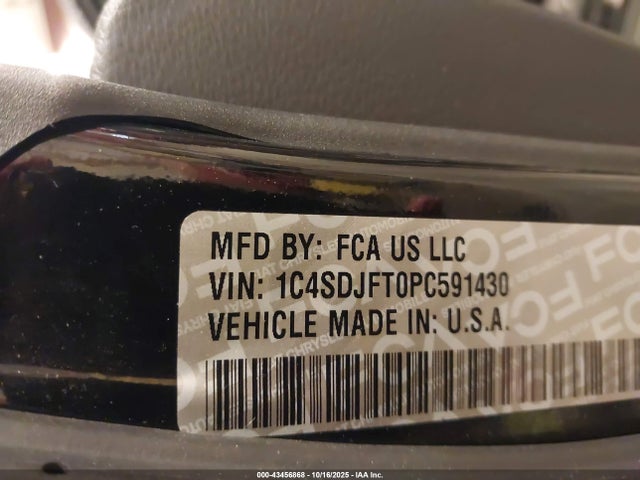 MFD BY: FCA US LLC
VIN: 1C4SDJFT0PC591430
VEHICLE MADE IN: U.S.A.
000-43456868 - 10/16/2025 - IAA Inc.